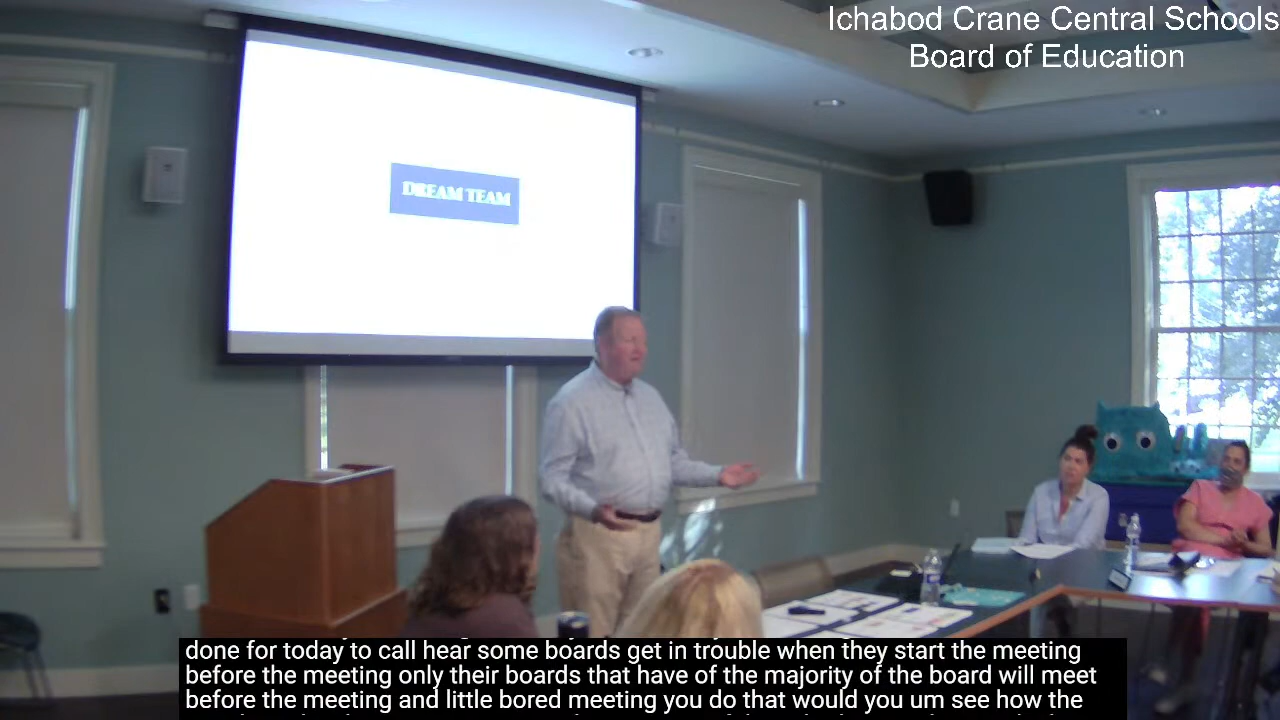 Ichabod Crane Central Schools
Board of Education
DREAM TEAM
done for today to call hear some boards get in trouble when they start the meeting
before the meeting only their boards that have of the majority of the board will meet
before the meeting and little bored meeting you do that would you um see how the